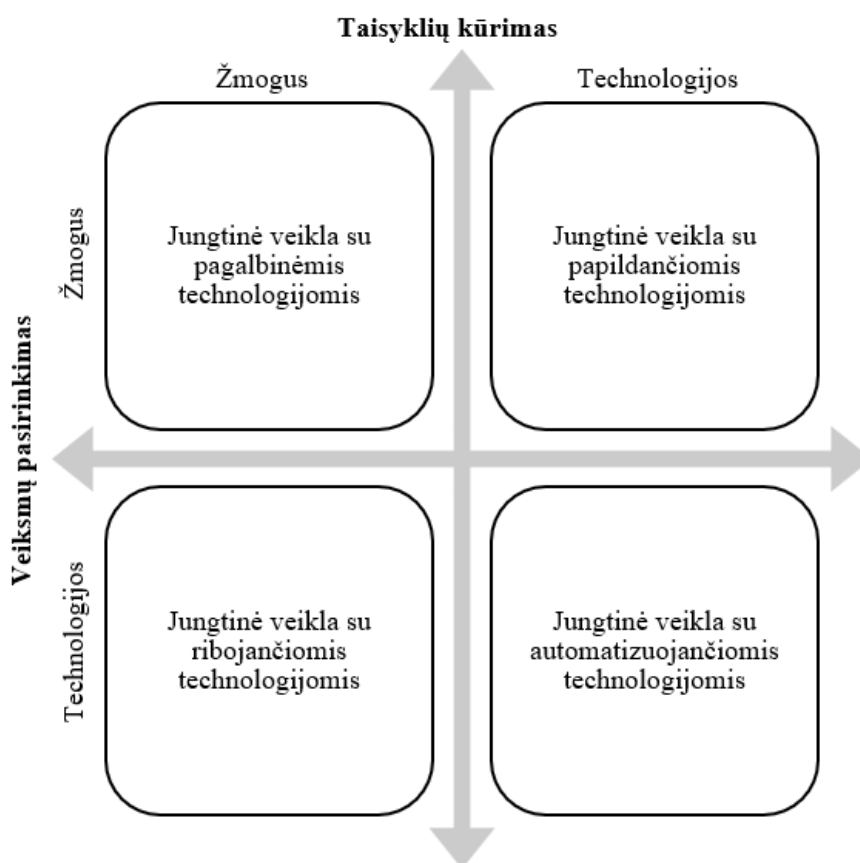 Taisyklių kūrimas
Žmogus
Technologijos
Veiksmų pasirinkimas
Žmogus
Jungtinė veikla su
pagalbinėmis
technologijomis
Jungtinė veikla su
papildančiomis
technologijomis
Technologijos
Jungtinė veikla su
ribojančiomis
technologijomis
Jungtinė veikla su
automatizuojančiomis
technologijomis